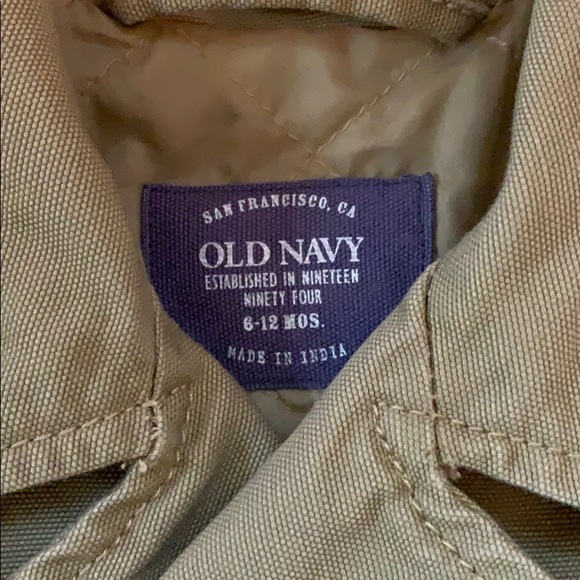 SAN FRANCISCO, CA
OLD NAVY
ESTABLISHED IN NINETEEN
NINETY FOUR
6-12 MOS.
MADE IN INDIA